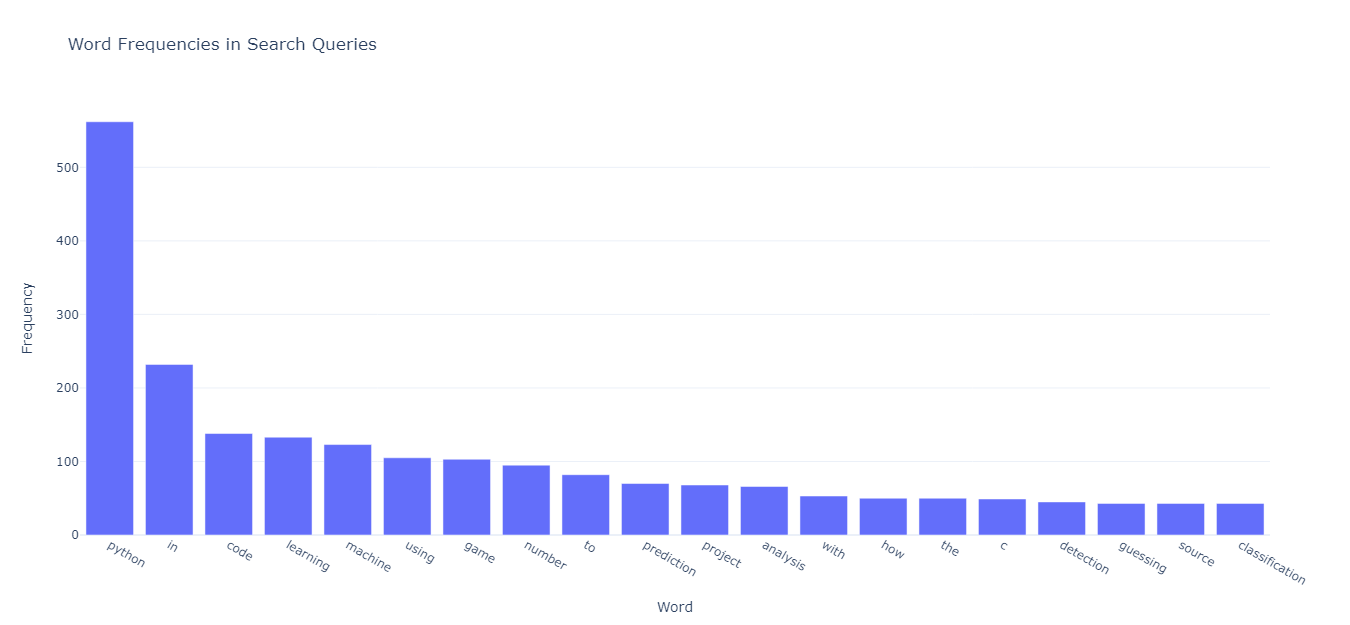 Word Frequencies in Search Queries
Frequency
500
400
300
200
100
0
python
in
code
learning
machine
using
game
number
to
prediction
project
analysis
with
how
the
c
detection
guessing
source
classification
Word